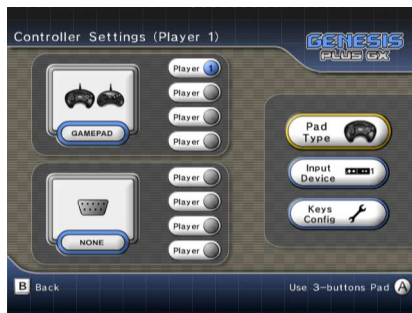 Controller Settings (Player 1)
GENESIS
PLUS GX
Player 1
Player
Player
Player
GAMEPAD
Pad
Type
Input
Device
1
Keys
Config
Player
Player
Player
Player
NONE
B Back
Use 3-buttons Pad A